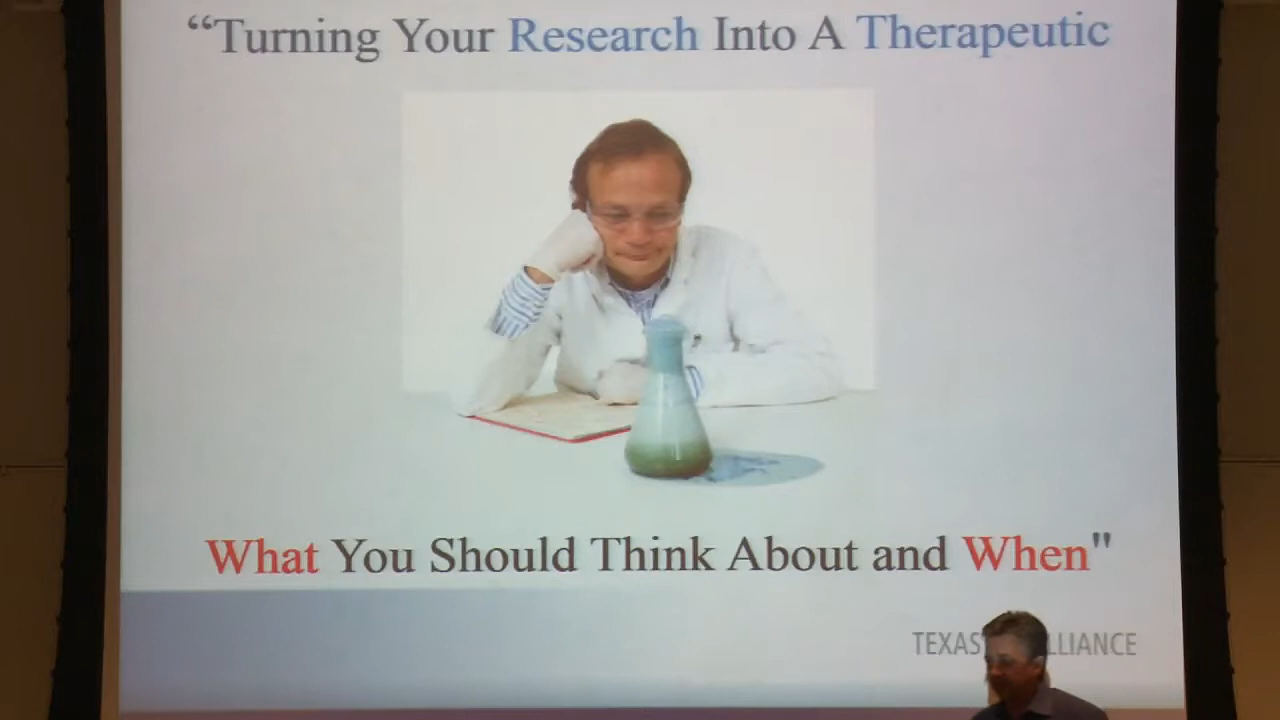 “Turning Your Research Into A Therapeutic
What You Should Think About and When"
TEXAS LLIANCE